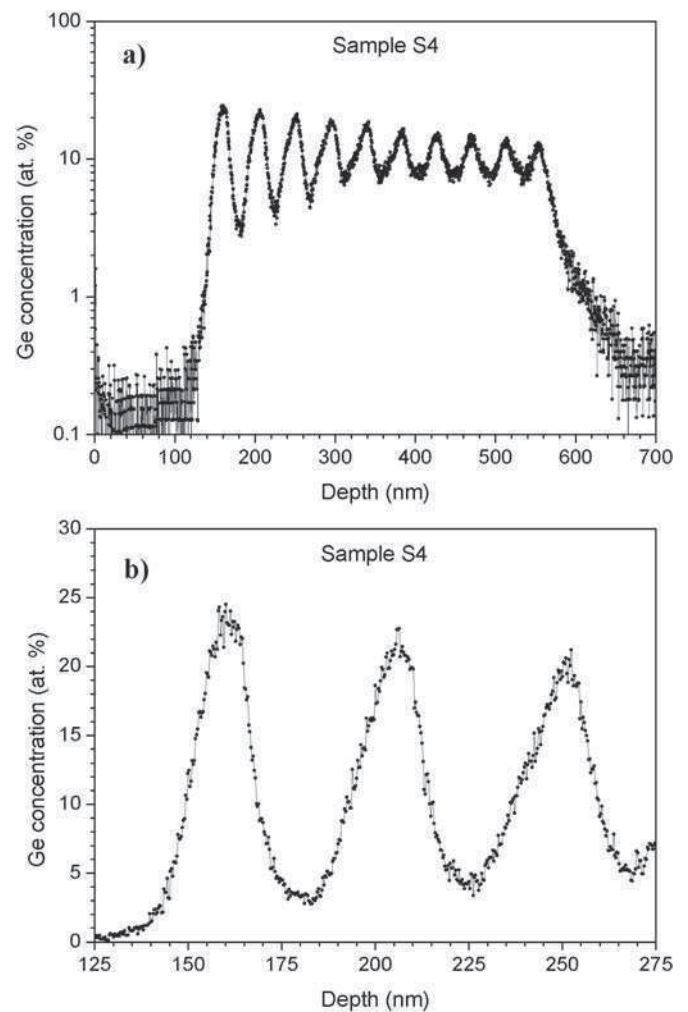 a)
Sample S4
Ge concentration (at. %)
100
10
1
0.1
0 100 200 300 400 500 600 700
Depth (nm)
b)
Sample S4
Ge concentration (at. %)
30
25
20
15
10
5
0
125 150 175 200 225 250 275
Depth (nm)